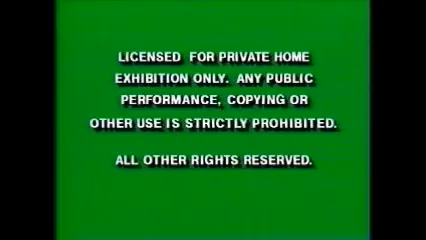 LICENSED FOR PRIVATE HOME
EXHIBITION ONLY. ANY PUBLIC
PERFORMANCE, COPYING OR
OTHER USE IS STRICTLY PROHIBITED.
ALL OTHER RIGHTS RESERVED.